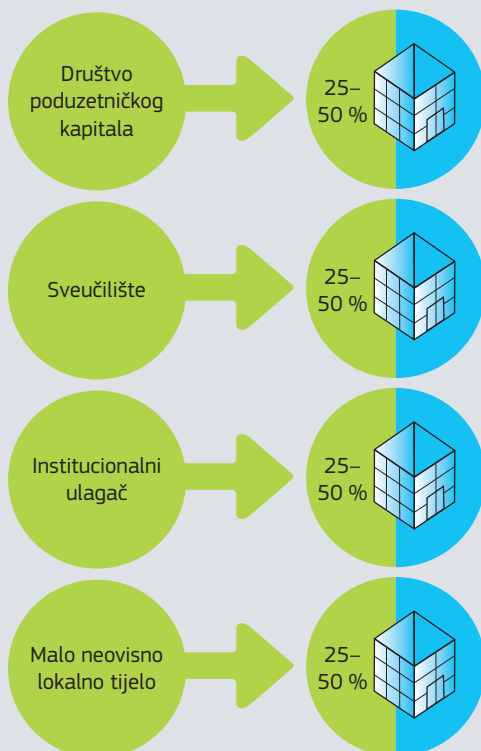 Društvo
poduzetničkog
kapitala
25–
50 %
Sveučilište
25–
50 %
Institucionalni
ulagač
25–
50 %
Malo neovisno
lokalno tijelo
25–
50 %